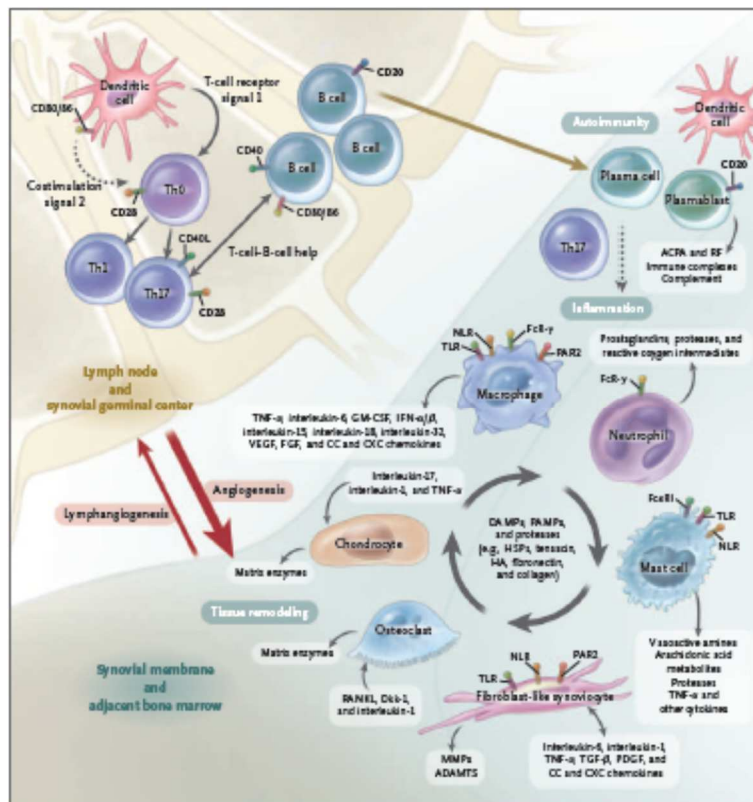 Dendritic
cell
CD80/86
T-cell receptor
signal 1
Costimulation
signal 2
CD28
Th0
Th1
Th17
CD40L
CD28
T-cell–B-cell help
B cell
CD20
B cell
B cell
CD40
CD80/86
Autoimmunity
Dendritic
cell
CD20
Plasma cell
Plasmablast
Th17
ACPA and RF
Immune complexes
Complement
Inflammation
Lymph node
and
synovial germinal center
NLR
TLR
FcR-γ
PAR2
Macrophage
TNF-α, interleukin-6, GM-CSF, IFN-α/β,
interleukin-15, interleukin-18, interleukin-32,
VEGF, FGF, and CC and CXC chemokines
Prostaglandins, proteases, and
reactive oxygen intermediates
FcR-γ
Neutrophil
Angiogenesis
Lymphangiogenesis
Interleukin-17,
interleukin-1, and TNF-α
Chondrocyte
Matrix enzymes
DAMPs, PAMPs,
and proteases
(e.g., HSPs, tenascin,
HA, fibronectin,
and collagen)
FcεRI
TLR
NLR
Mast cell
Tissue remodeling
Osteoclast
Matrix enzymes
RANKL, Dkk-1,
and interleukin-1
Synovial membrane
and
adjacent bone marrow
NLR
PAR2
TLR
Fibroblast-like synoviocyte
Vasoactive amines
Arachidonic acid
metabolites
Proteases
TNF-α and
other cytokines
MMPs
ADAMTS
Interleukin-6, interleukin-1,
TNF-α, TGF-β, PDGF, and
CC and CXC chemokines